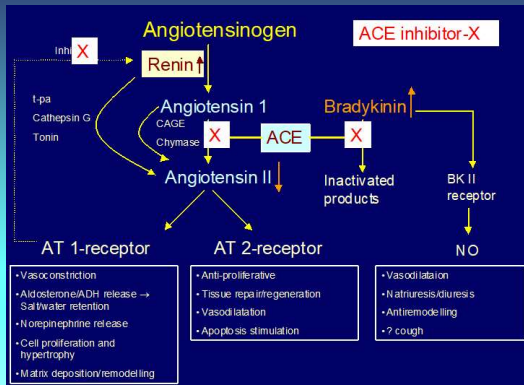 Angiotensinogen
ACE inhibitor-X
Inhi X
Renin
t-pa
Cathepsin G
Tonin
Angiotensin 1
Bradykinin
CAGE
Chymase
X
ACE
X
Angiotensin II
Inactivated
products
BK II
receptor
AT 1-receptor
AT 2-receptor
NO
• Vasoconstriction
• Aldosterone/ADH release →
Salt/water retention
• Norepinephrine release
• Cell proliferation and
hypertrophy
• Matrix deposition/remodelling
• Anti-proliferative
• Tissue repair/regeneration
• Vasodilatation
• Apoptosis stimulation
• Vasodilataion
• Natriuresis/diuresis
• Antiremodelling
• ? cough